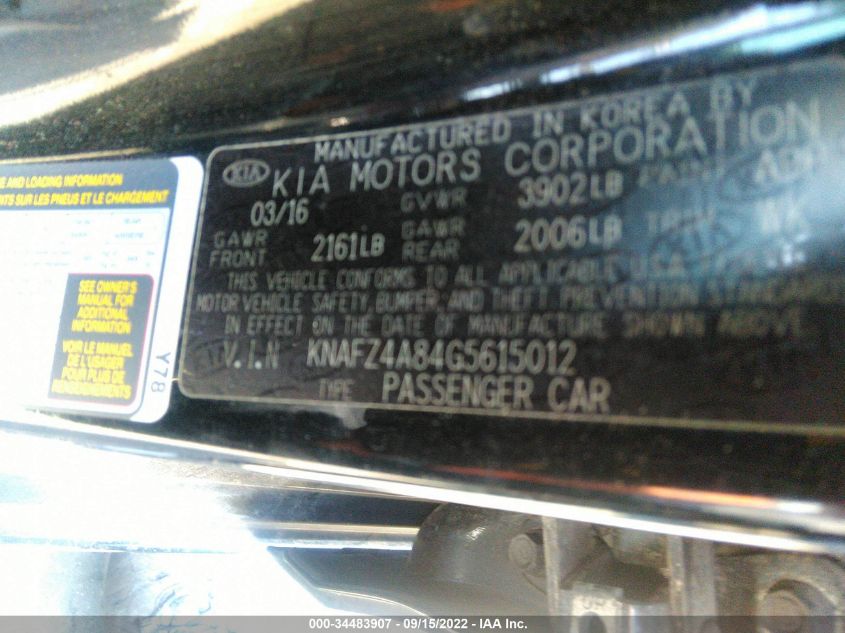 MANUFACTURED IN KOREA BY
KIA KIA MOTORS CORPORATION
03/16 GVWR 3902LB
GAWR FRONT 2161LB GAWR REAR 2006LB
THIS VEHICLE CONFORMS TO ALL APPLICABLE U.S.A.
MOTOR VEHICLE SAFETY BUMPER AND THEFT PREVENTION STANDARDS
IN EFFECT ON THE DATE OF MANUFACTURE SHOWN ABOVE
V.I.N KNAFZ4A84G5615012
TYPE PASSENGER CAR
E AND LOADING INFORMATION
TS SUR LES PNEUS ET LE CHARGEMENT
SEE OWNER'S
MANUAL FOR
ADDITIONAL
INFORMATION
VOIR LE MANUEL
DE L'USAGER
POUR PLUS DE
RENSEIGNEMENTS
Y78
000-34483907 - 09/15/2022 - IAA Inc.